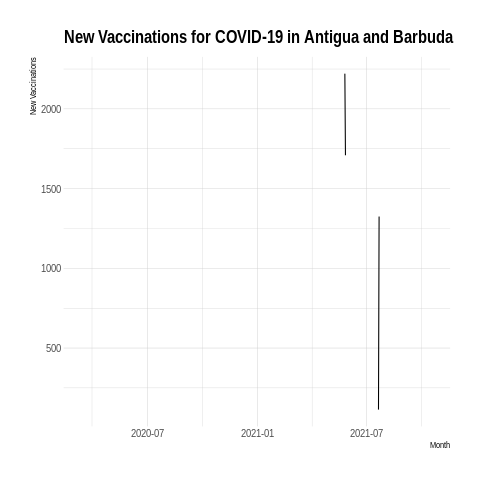 New Vaccinations for COVID-19 in Antigua and Barbuda
New Vaccinations
2000
1500
1000
500
2020-07 2021-01 2021-07
Month